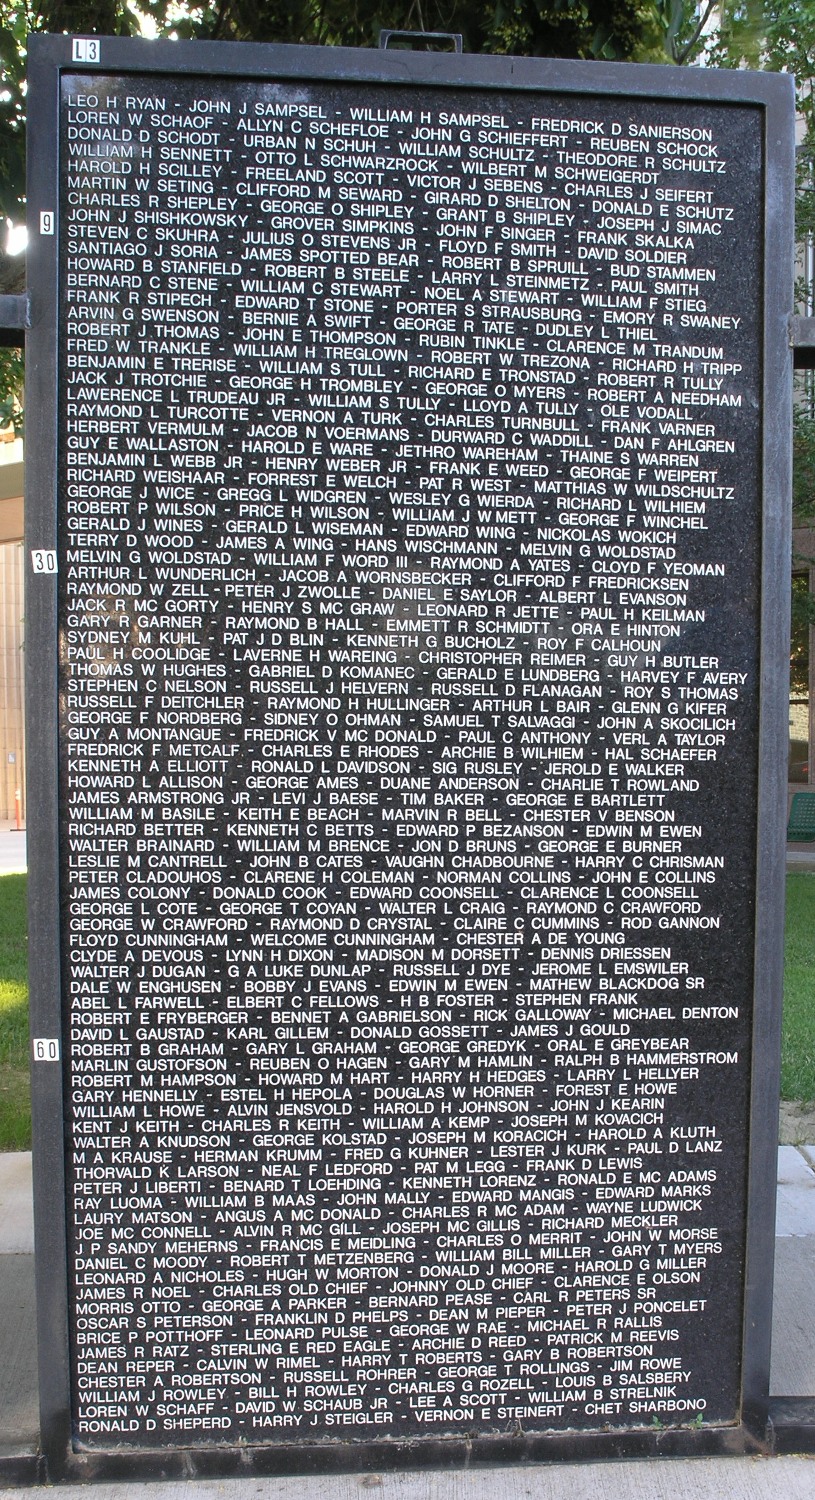 L 3
LEO H RYAN - JOHN J SAMPSEL - WILLIAM H SAMPSEL - FREDRICK D SANIERSON
LOREN W SCHAOF - ALLYN C SCHEFLOE - JOHN G SCHIEFFERT - REUBEN SCHOCK
DONALD D SCHODT - URBAN N SCHUH - WILLIAM SCHULTZ - THEODORE R SCHULTZ
WILLIAM H SENNETT - OTTO L SCHWARZROCK - WILBERT M SCHWEIGERDT
HAROLD H SCILLEY - FREELAND SCOTT - VICTOR J SEBENS - CHARLES J SEIFERT
MARTIN W SETING - CLIFFORD M SEWARD - GIRARD D SHELTON - DONALD E SCHUTZ
CHARLES R SHEPLEY - GEORGE O SHIPLEY - GRANT B SHIPLEY - JOSEPH J SIMAC
9
JOHN J SHISHKOWSKY - GROVER SIMPKINS - JOHN F SINGER - FRANK SKALKA
STEVEN C SKUHRA - JULIUS O STEVENS JR - FLOYD F SMITH - DAVID SOLDIER
SANTIAGO J SORIA - JAMES SPOTTED BEAR - ROBERT B SPRUILL - BUD STAMMEN
HOWARD B STANFIELD - ROBERT B STEELE - LARRY L STEINMETZ - PAUL SMITH
BERNARD C STENE - WILLIAM C STEWART - NOEL A STEWART - WILLIAM F STIEG
FRANK R STIPECH - EDWARD T STONE - PORTER S STRAUSBURG - EMORY R SWANEY
ARVIN G SWENSON - BERNIE A SWIFT - GEORGE R TATE - DUDLEY L THIEL
ROBERT J THOMAS - JOHN E THOMPSON - RUBIN TINKLE - CLARENCE M TRANDUM
FRED W TRANKLE - WILLIAM H TREGLOWN - ROBERT W TREZONA - RICHARD H TRIPP
BENJAMIN E TRERISE - WILLIAM S TULL - RICHARD E TRONSTAD - ROBERT R TULLY
JACK J TROTCHIE - GEORGE H TROMBLEY - GEORGE O MYERS - ROBERT A NEEDHAM
LAWERENCE L TRUDEAU JR - WILLIAM S TULLY - LLOYD A TULLY - OLE VODALL
RAYMOND L TURCOTTE - VERNON A TURK - CHARLES TURNBULL - FRANK VARNER
HERBERT VERMULM - JACOB N VOERMANS - DURWARD C WADDILL - DAN F AHLGREN
GUY E WALLASTON - HAROLD E WARE - JETHRO WAREHAM - THAINE S WARREN
BENJAMIN L WEBB JR - HENRY WEBER JR - FRANK E WEED - GEORGE F WEIPERT
RICHARD WEISHAAR - FORREST E WELCH - PAT R WEST - MATTHIAS W WILDSCHULTZ
GEORGE J WICE - GREGG L WIDGREN - WESLEY G WIERDA - RICHARD L WILHIEM
ROBERT P WILSON - PRICE H WILSON - WILLIAM J W METT - GEORGE F WINCHEL
GERALD J WINES - GERALD L WISEMAN - EDWARD WING - NICKOLAS WOKICH
TERRY D WOOD - JAMES A WING - HANS WISCHMANN - MELVIN G WOLDSTAD
30
MELVIN G WOLDSTAD - WILLIAM F WORD III - RAYMOND A YATES - CLOYD F YEOMAN
ARTHUR L WUNDERLICH - JACOB A WORNSBECKER - CLIFFORD F FREDRICKSEN
RAYMOND W ZELL - PETER J ZWOLLE - DANIEL E SAYLOR - ALBERT L EVANSON
JACK R MC GORTY - HENRY S MC GRAW - LEONARD R JETTE - PAUL H KEILMAN
GARY R GARNER - RAYMOND B HALL - EMMETT R SCHMIDTT - ORA E HINTON
SYDNEY M KUHL - PAT J D BLIN - KENNETH G BUCHOLZ - ROY F CALHOUN
PAUL H COOLIDGE - LAVERNE H WAREING - CHRISTOPHER REIMER - GUY H BUTLER
THOMAS W HUGHES - GABRIEL D KOMANEC - GERALD E LUNDBERG - HARVEY F AVERY
STEPHEN C NELSON - RUSSELL J HELVERN - RUSSELL D FLANAGAN - ROY S THOMAS
RUSSELL F DEITCHLER - RAYMOND H HULLINGER - ARTHUR L BAIR - GLENN G KIFER
GEORGE F NORDBERG - SIDNEY O OHMAN - SAMUEL T SALVAGGI - JOHN A SKOCILICH
GUY A MONTANGUE - FREDRICK V MC DONALD - PAUL C ANTHONY - VERL A TAYLOR
FREDRICK F METCALF - CHARLES E RHODES - ARCHIE B WILHIEM - HAL SCHAEFER
KENNETH A ELLIOTT - RONALD L DAVIDSON - SIG RUSLEY - JEROLD E WALKER
HOWARD L ALLISON - GEORGE AMES - DUANE ANDERSON - CHARLIE T ROWLAND
JAMES ARMSTRONG JR - LEVI J BAESE - TIM BAKER - GEORGE E BARTLETT
WILLIAM M BASILE - KEITH E BEACH - MARVIN R BELL - CHESTER V BENSON
RICHARD BETTER - KENNETH C BETTS - EDWARD P BEZANSON - EDWIN M EWEN
WALTER BRAINARD - WILLIAM M BRENCE - JON D BRUNS - GEORGE E BURNER
LESLIE M CANTRELL - JOHN B CATES - VAUGHN CHADBOURNE - HARRY C CHRISMAN
PETER CLADOUHOS - CLARENE H COLEMAN - NORMAN COLLINS - JOHN E COLLINS
JAMES COLONY - DONALD COOK - EDWARD COONSELL - CLARENCE L COONSELL
GEORGE L COTE - GEORGE T COYAN - WALTER L CRAIG - RAYMOND C CRAWFORD
GEORGE W CRAWFORD - RAYMOND D CRYSTAL - CLAIRE C CUMMINS - ROD GANNON
FLOYD CUNNINGHAM - WELCOME CUNNINGHAM - CHESTER A DE YOUNG
CLYDE A DEVOUS - LYNN H DIXON - MADISON M DORSETT - DENNIS DRIESSEN
WALTER J DUGAN - G A LUKE DUNLAP - RUSSELL J DYE - JEROME L EMSWILER
DALE W ENGHUSEN - BOBBY J EVANS - EDWIN M EWEN - MATHEW BLACKDOG SR
ABEL L FARWELL - ELBERT C FELLOWS - H B FOSTER - STEPHEN FRANK
ROBERT E FRYBERGER - BENNET A GABRIELSON - RICK GALLOWAY - MICHAEL DENTON
DAVID L GAUSTAD - KARL GILLEM - DONALD GOSSETT - JAMES J GOULD
60
ROBERT B GRAHAM - GARY L GRAHAM - GEORGE GREDYK - ORAL E GREYBEAR
MARLIN GUSTOFSON - REUBEN O HAGEN - GARY M HAMLIN - RALPH B HAMMERSTROM
ROBERT M HAMPSON - HOWARD M HART - HARRY H HEDGES - LARRY L HELLYER
GARY HENNELLY - ESTEL H HEPOLA - DOUGLAS W HORNER - FOREST E HOWE
WILLIAM L HOWE - ALVIN JENSVOLD - HAROLD H JOHNSON - JOHN J KEARIN
KENT J KEITH - CHARLES R KEITH - WILLIAM A KEMP - JOSEPH M KOVACICH
WALTER A KNUDSON - GEORGE KOLSTAD - JOSEPH M KORACICH - HAROLD A KLUTH
M A KRAUSE - HERMAN KRUMM - FRED G KUHNER - LESTER J KURK - PAUL D LANZ
THORVALD K LARSON - NEAL F LEDFORD - PAT M LEGG - FRANK D LEWIS
PETER J LIBERTI - BENARD T LOEHDING - KENNETH LORENZ - RONALD E MC ADAMS
RAY LUOMA - WILLIAM B MAAS - JOHN MALLY - EDWARD MANGIS - EDWARD MARKS
LAURY MATSON - ANGUS A MC DONALD - CHARLES R MC ADAM - WAYNE LUDWICK
JOE MC CONNELL - ALVIN R MC GILL - JOSEPH MC GILLIS - RICHARD MECKLER
J P SANDY MEHERNS - FRANCIS E MEIDLING - CHARLES O MERRIT - JOHN W MORSE
DANIEL C MOODY - ROBERT T METZENBERG - WILLIAM BILL MILLER - GARY T MYERS
LEONARD A NICHOLES - HUGH W MORTON - DONALD J MOORE - HAROLD G MILLER
JAMES R NOEL - CHARLES OLD CHIEF - JOHNNY OLD CHIEF - CLARENCE E OLSON
MORRIS OTTO - GEORGE A PARKER - BERNARD PEASE - CARL R PETERS SR
OSCAR S PETERSON - FRANKLIN D PHELPS - DEAN M PIEPER - PETER J PONCELET
BRICE P POTTHOFF - LEONARD PULSE - GEORGE W RAE - MICHAEL R RALLIS
JAMES R RATZ - STERLING E RED EAGLE - ARCHIE D REED - PATRICK M REEVIS
DEAN REPER - CALVIN W RIMEL - HARRY T ROBERTS - GARY B ROBERTSON
CHESTER A ROBERTSON - RUSSELL ROHRER - GEORGE T ROLLINGS - JIM ROWE
WILLIAM J ROWLEY - BILL H ROWLEY - CHARLES G ROZELL - LOUIS B SALSBERY
LOREN W SCHAFF - DAVID W SCHAUB JR - LEE A SCOTT - WILLIAM B STRELNIK
RONALD D SHEPERD - HARRY J STEIGLER - VERNON E STEINERT - CHET SHARBONO